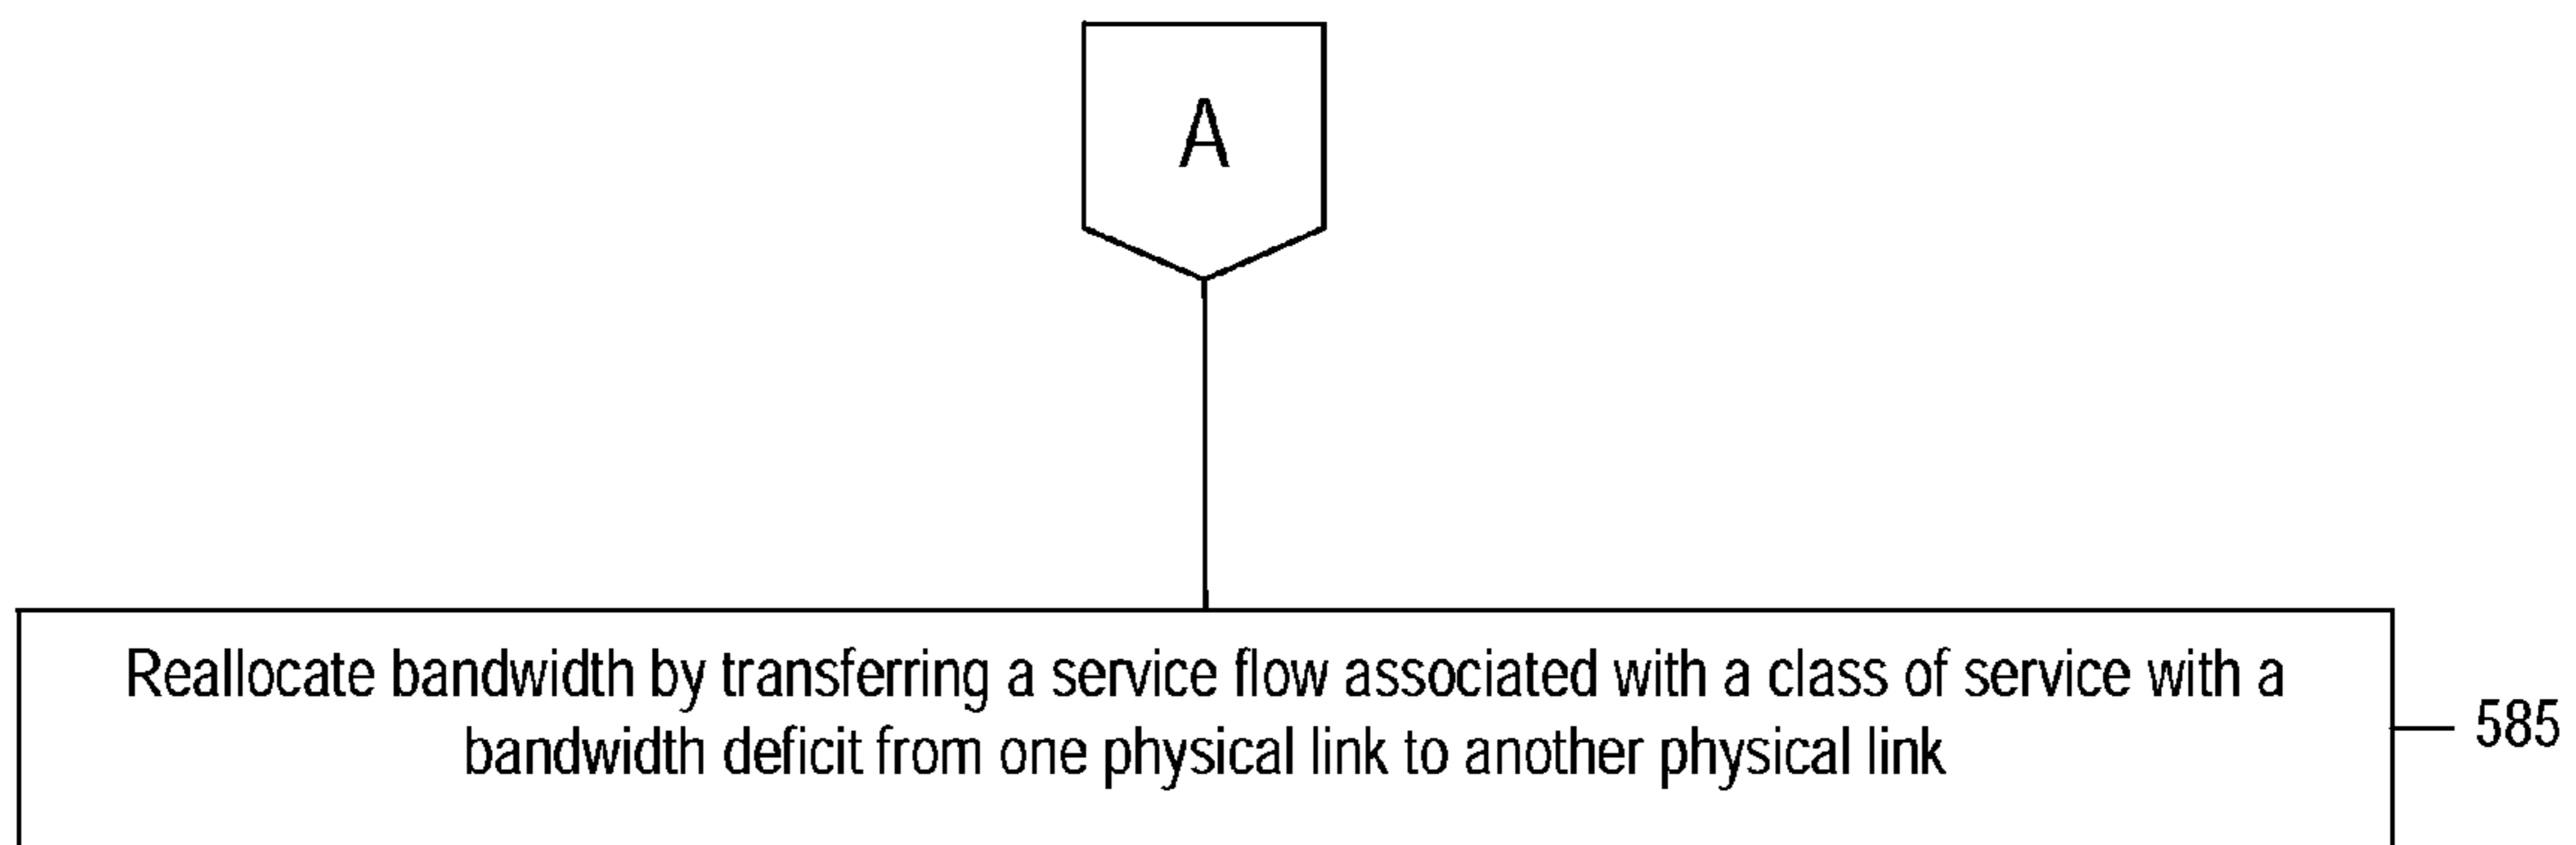 A
Reallocate bandwidth by transferring a service flow associated with a class of service with a
bandwidth deficit from one physical link to another physical link
585